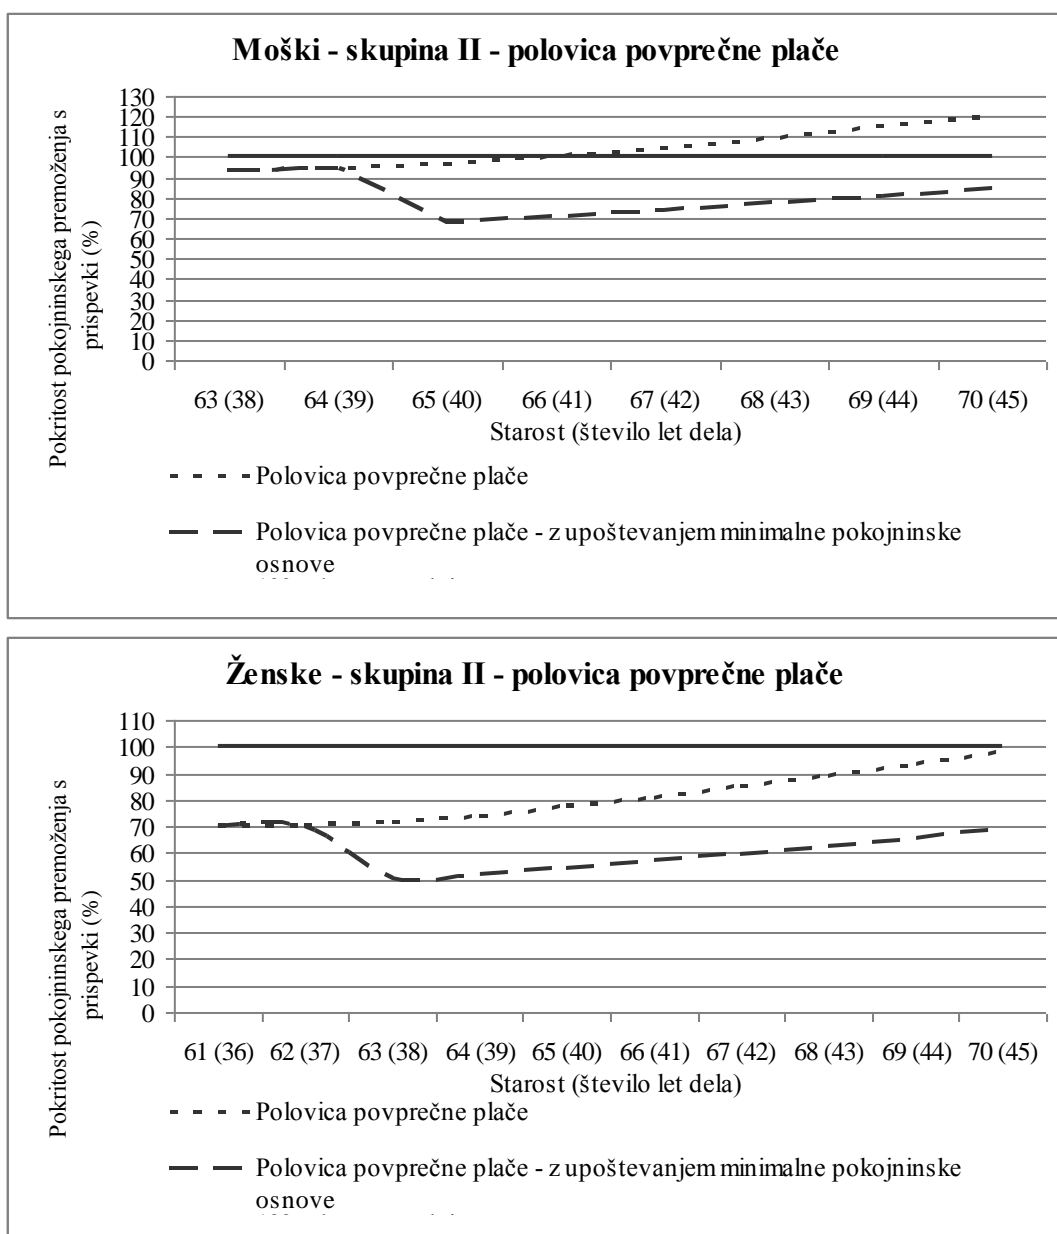 Moški - skupina II - polovica povprečne plače
Pokritost pokojninskega premoženja s
prispevki (%)
130
120
110
100
90
80
70
60
50
40
30
20
10
0
63 (38) 64 (39) 65 (40) 66 (41) 67 (42) 68 (43) 69 (44) 70 (45)
Starost (število let dela)
Polovica povprečne plače
Polovica povprečne plače - z upoštevanjem minimalne pokojninske
osnove
Ženske - skupina II - polovica povprečne plače
Pokritost pokojninskega premoženja s
prispevki (%)
110
100
90
80
70
60
50
40
30
20
10
0
61 (36) 62 (37) 63 (38) 64 (39) 65 (40) 66 (41) 67 (42) 68 (43) 69 (44) 70 (45)
Starost (število let dela)
Polovica povprečne plače
Polovica povprečne plače - z upoštevanjem minimalne pokojninske
osnove